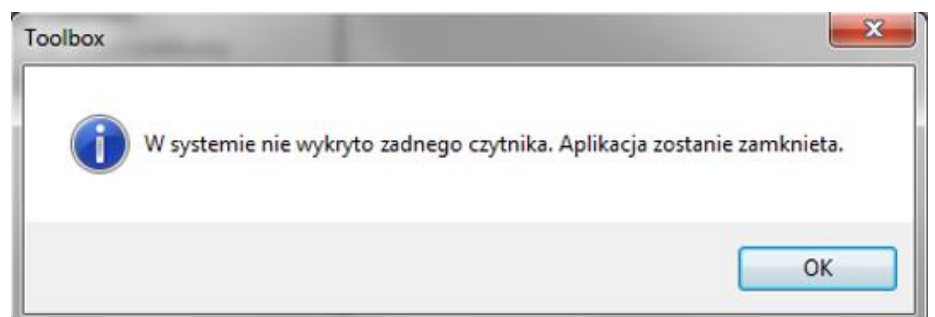 Toolbox
W systemie nie wykryto zadnego czytnika. Aplikacja zostanie zamknieta.
OK